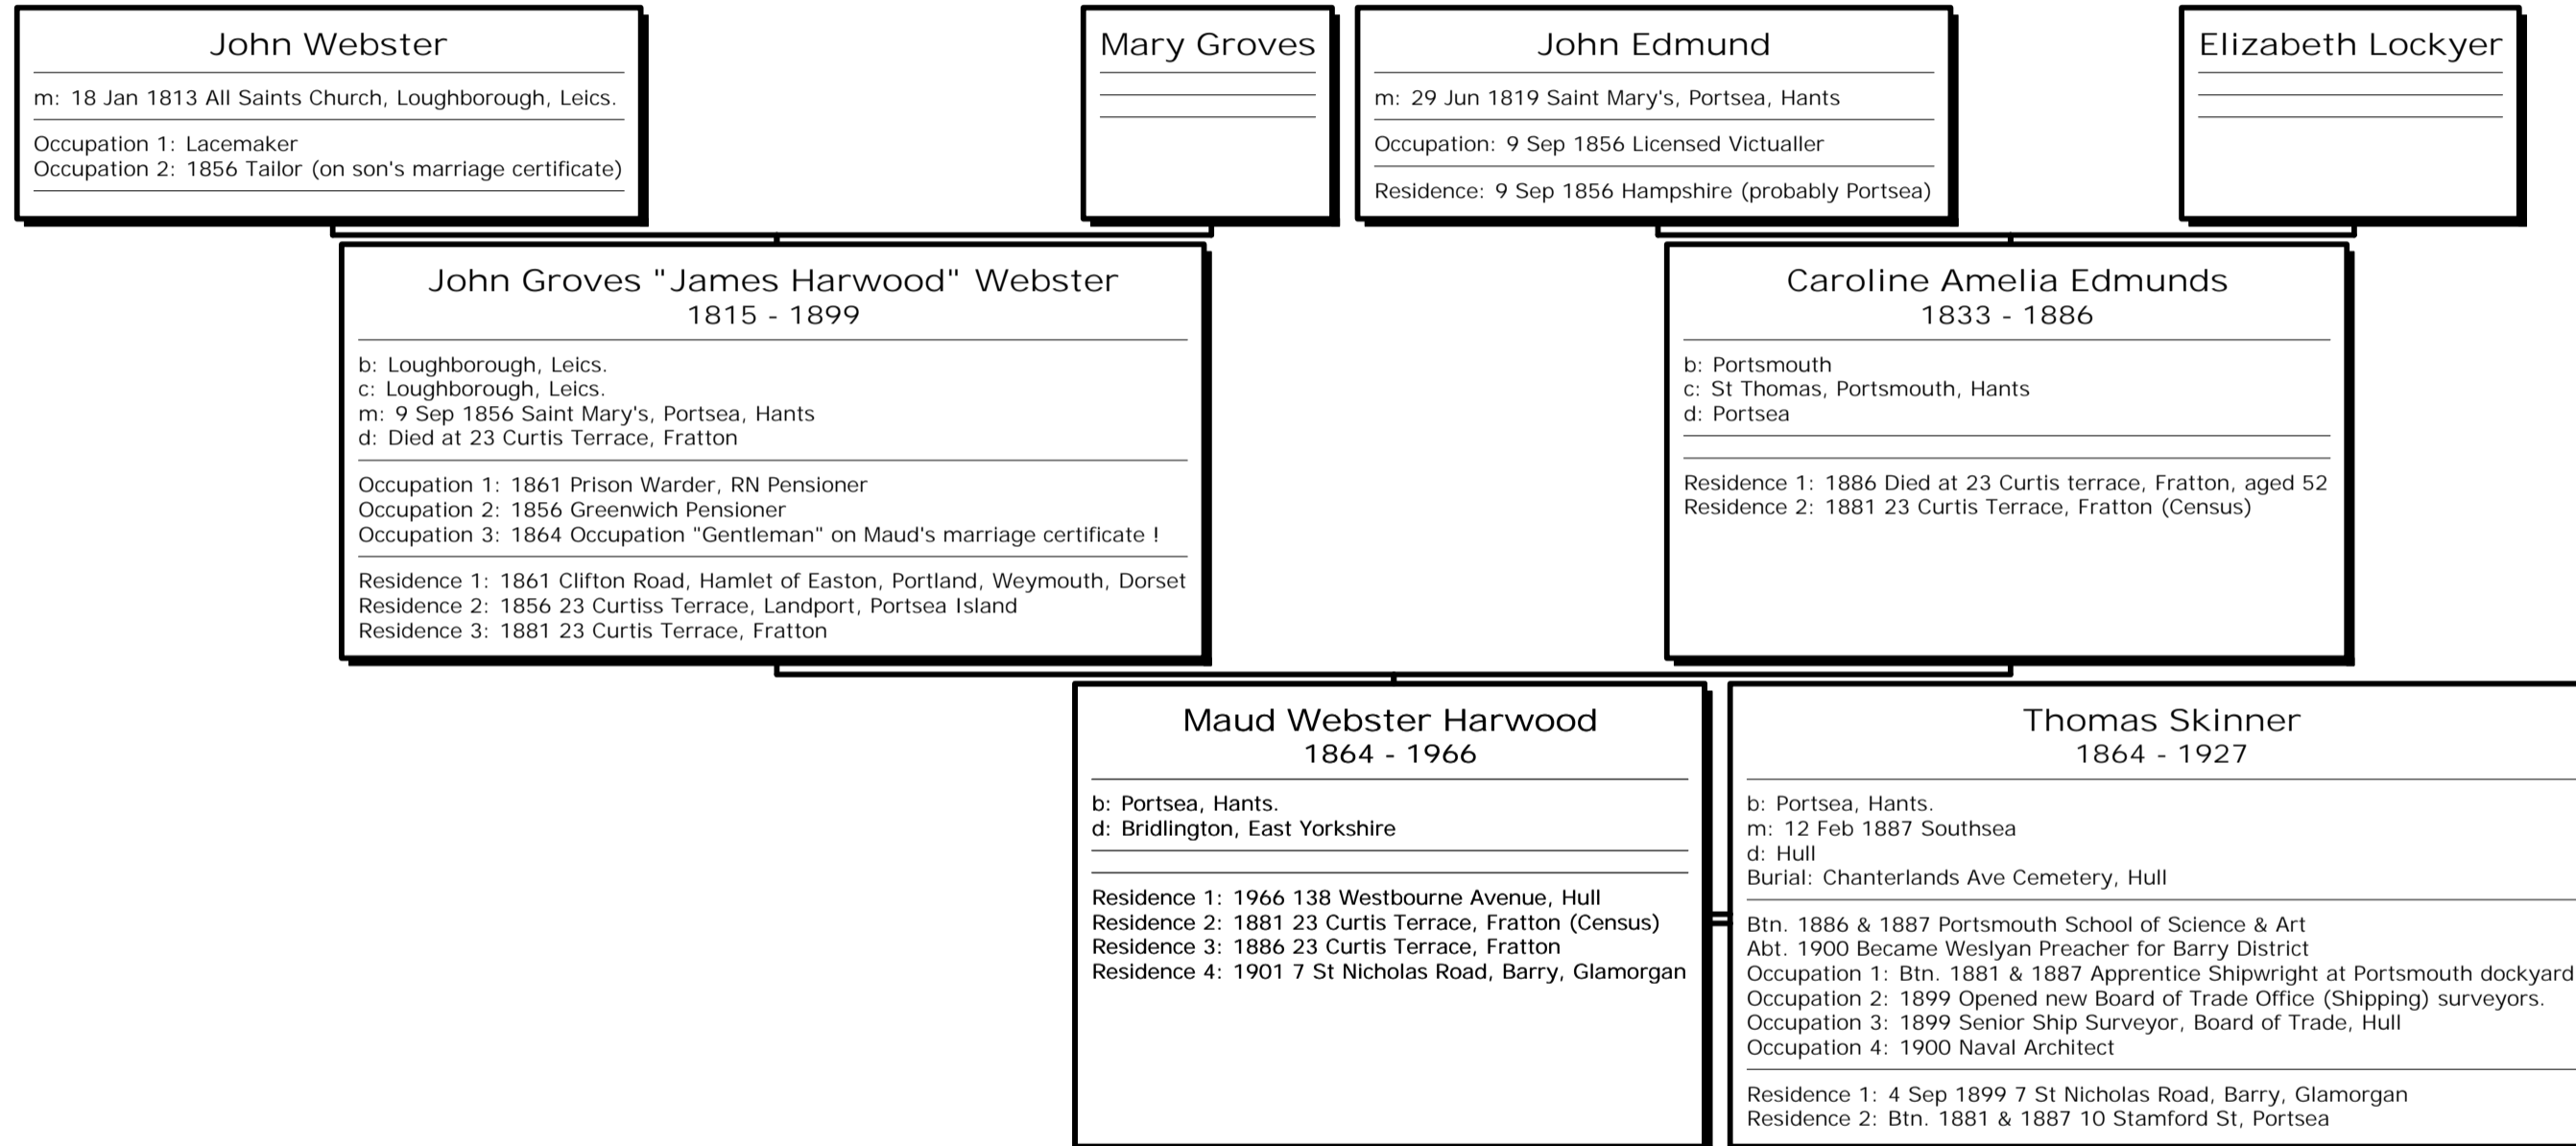 John Webster
m: 18 Jan 1813 All Saints Church, Loughborough, Leics.
Occupation 1: Lacemaker
Occupation 2: 1856 Tailor (on son's marriage certificate)
Mary Groves
John Edmund
m: 29 Jun 1819 Saint Mary's, Portsea, Hants
Occupation: 9 Sep 1856 Licensed Victualler
Residence: 9 Sep 1856 Hampshire (probably Portsea)
Elizabeth Lockyer
John Groves "James Harwood" Webster
1815 - 1899
b: Loughborough, Leics.
c: Loughborough, Leics.
m: 9 Sep 1856 Saint Mary's, Portsea, Hants
d: Died at 23 Curtis Terrace, Fratton
Occupation 1: 1861 Prison Warder, RN Pensioner
Occupation 2: 1856 Greenwich Pensioner
Occupation 3: 1864 Occupation "Gentleman" on Maud's marriage certificate !
Residence 1: 1861 Clifton Road, Hamlet of Easton, Portland, Weymouth, Dorset
Residence 2: 1856 23 Curtiss Terrace, Landport, Portsea Island
Residence 3: 1881 23 Curtis Terrace, Fratton
Caroline Amelia Edmunds
1833 - 1886
b: Portsmouth
c: St Thomas, Portsmouth, Hants
d: Portsea
Residence 1: 1886 Died at 23 Curtis terrace, Fratton, aged 52
Residence 2: 1881 23 Curtis Terrace, Fratton (Census)
Maud Webster Harwood
1864 - 1966
b: Portsea, Hants.
d: Bridlington, East Yorkshire
Residence 1: 1966 138 Westbourne Avenue, Hull
Residence 2: 1881 23 Curtis Terrace, Fratton (Census)
Residence 3: 1886 23 Curtis Terrace, Fratton
Residence 4: 1901 7 St Nicholas Road, Barry, Glamorgan
Thomas Skinner
1864 - 1927
b: Portsea, Hants.
m: 12 Feb 1887 Southsea
d: Hull
Burial: Chanterlands Ave Cemetery, Hull
Btn. 1886 & 1887 Portsmouth School of Science & Art
Abt. 1900 Became Weslyan Preacher for Barry District
Occupation 1: Btn. 1881 & 1887 Apprentice Shipwright at Portsmouth dockyard
Occupation 2: 1899 Opened new Board of Trade Office (Shipping) surveyors.
Occupation 3: 1899 Senior Ship Surveyor, Board of Trade, Hull
Occupation 4: 1900 Naval Architect
Residence 1: 4 Sep 1899 7 St Nicholas Road, Barry, Glamorgan
Residence 2: Btn. 1881 & 1887 10 Stamford St, Portsea